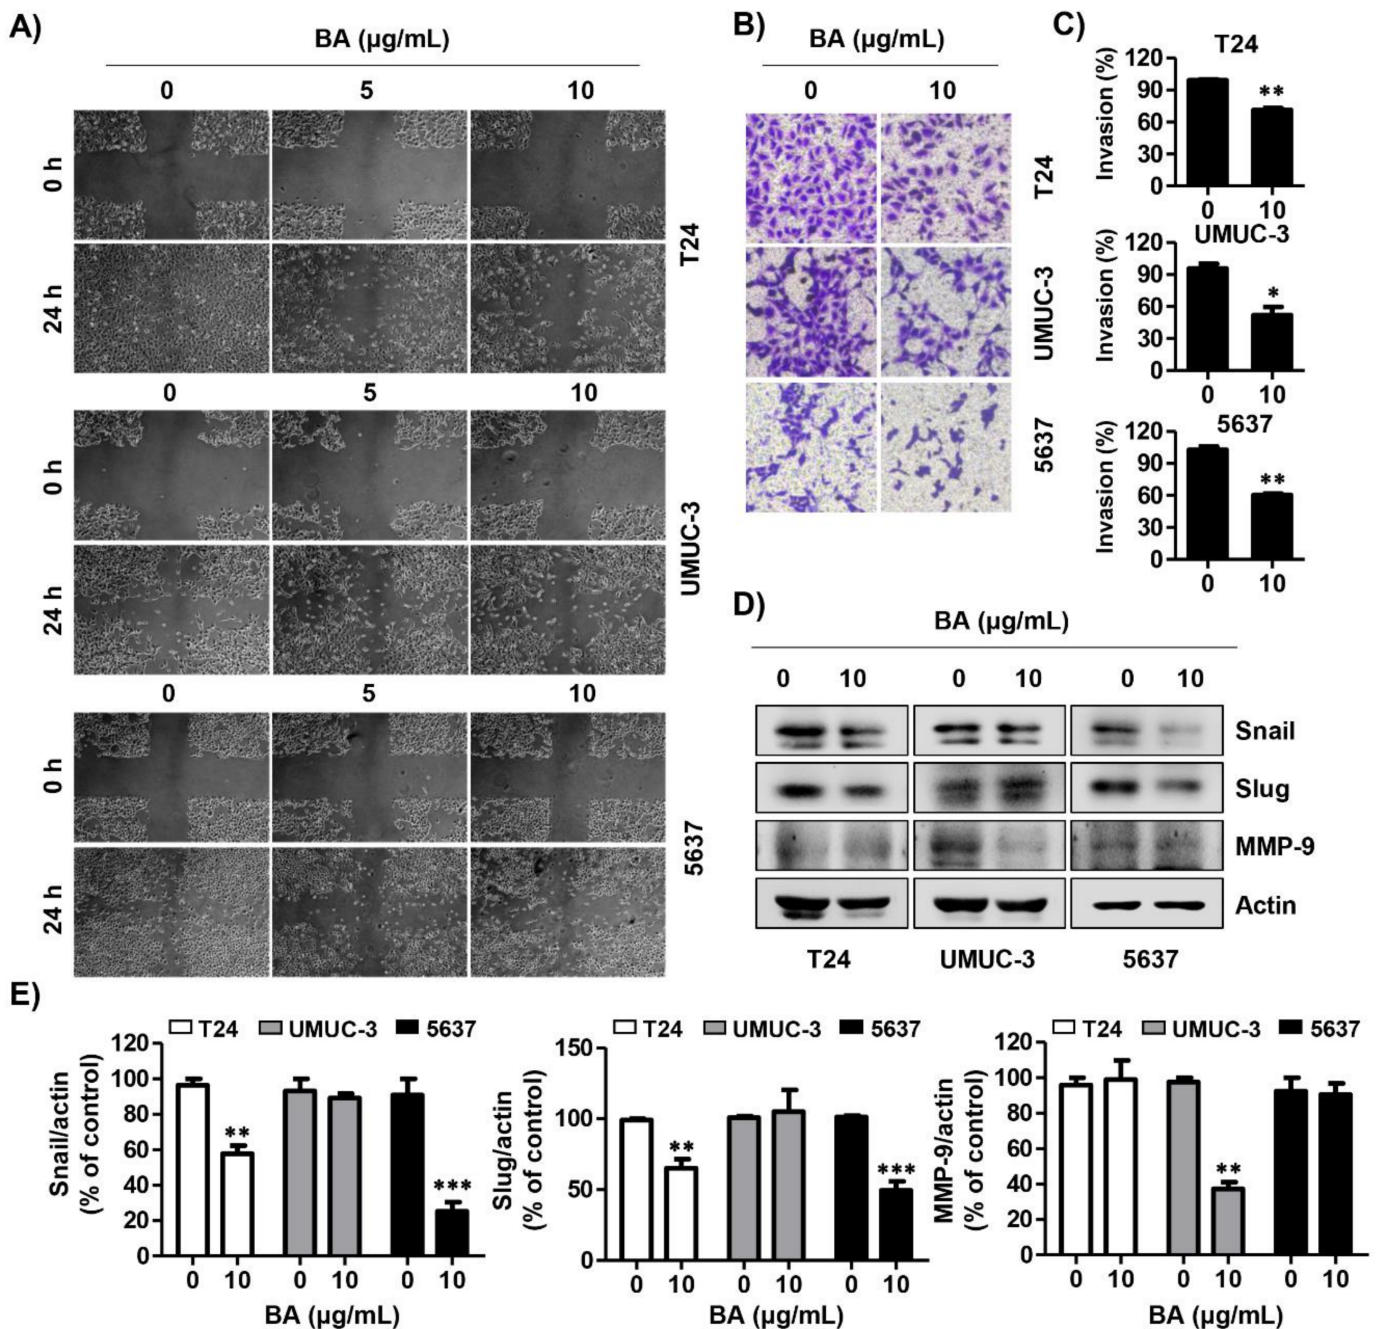 A)
BA (µg/mL)
0 5 10
0 h
24 h
T24
0 5 10
0 h
24 h
UMUC-3
0 5 10
0 h
24 h
5637
B)
BA (µg/mL)
0 10
T24
UMUC-3
5637
C)
T24
Invasion (%)
120
90
60
30
0
**
0 10
UMUC-3
Invasion (%)
120
90
60
30
0
*
0 10
5637
Invasion (%)
120
90
60
30
0
**
0 10
D)
BA (µg/mL)
0 10 0 10 0 10
Snail
Slug
MMP-9
Actin
T24 UMUC-3 5637
E)
T24 UMUC-3 5637
Snail/actin
(% of control)
120
100
80
60
40
20
0
** ***
0 10 0 10 0 10
BA (µg/mL)
T24 UMUC-3 5637
Slug/actin
(% of control)
150
100
50
0
** ***
0 10 0 10 0 10
BA (µg/mL)
T24 UMUC-3 5637
MMP-9/actin
(% of control)
120
100
80
60
40
20
0
**
0 10 0 10 0 10
BA (µg/mL)